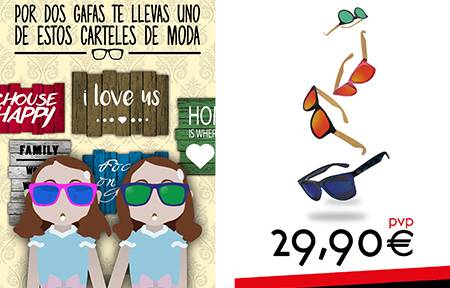 POR DOS GAFAS TE LLEVAS UNO
DE ESTOS CARTELES DE MODA
CHOUSE
HAPPY
i love us
HO
IS WHERE
FAMILY
pvp
29,90€